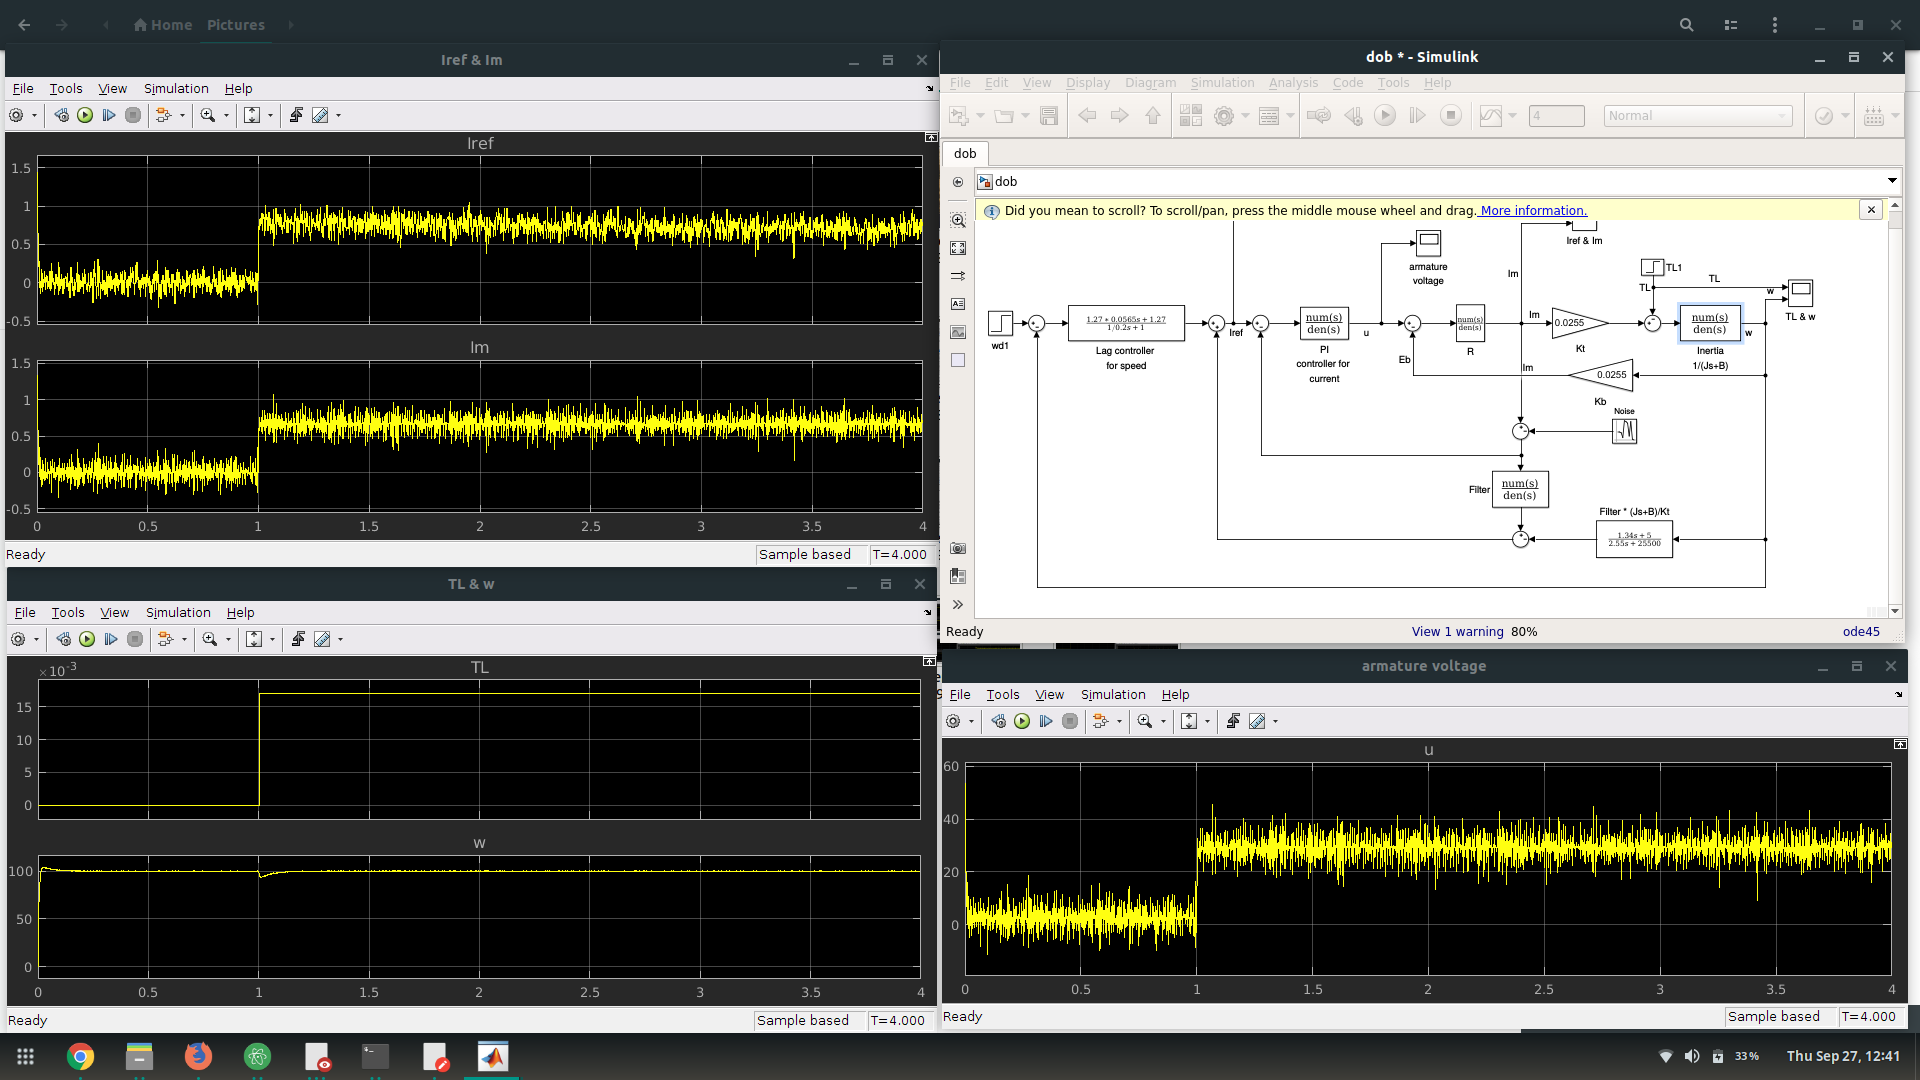 Home Pictures
Iref & Im
File Tools View Simulation Help
Iref
1.5
1
0.5
0
-0.5
Im
1.5
1
0.5
0
-0.5
0 0.5 1 1.5 2 2.5 3 3.5 4
Ready Sample based T=4.000
TL & w
File Tools View Simulation Help
×10-3
TL
15
10
5
0
w
100
50
0
0 0.5 1 1.5 2 2.5 3 3.5 4
Ready Sample based T=4.000
dob * - Simulink
File Edit View Display Diagram Simulation Analysis Code Tools Help
4 Normal
dob
dob
Did you mean to scroll? To scroll/pan, press the middle mouse wheel and drag. More information.
Iref & Im
armature
voltage
Im
TL1
TL
TL
w
TL & w
wd1
1.27 * 0.0565s + 1.27
1/0.2s + 1
Lag controller
for speed
Iref
num(s)
den(s)
PI
controller for
current
u
Eb
num(s)
den(s)
R
Im
0.0255
Kt
num(s)
den(s)
Inertia
1/(Js+B)
w
Im
0.0255
Kb
Noise
Filter
num(s)
den(s)
Filter * (Js+B)/Kt
1.34s + 5
2.55s + 25500
Ready View 1 warning 80% ode45
armature voltage
File Tools View Simulation Help
u
60
40
20
0
0 0.5 1 1.5 2 2.5 3 3.5 4
Ready Sample based T=4.000
33% Thu Sep 27, 12:41